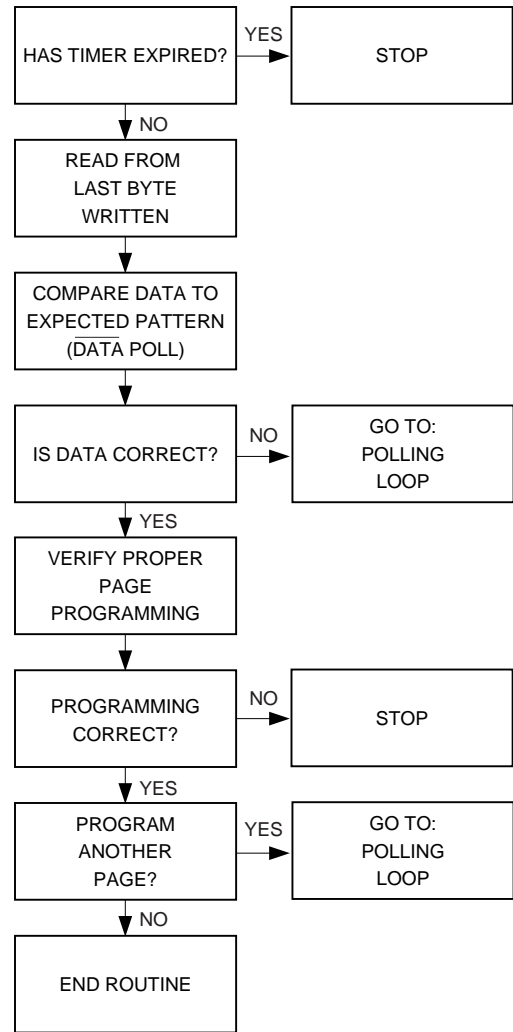 HAS TIMER EXPIRED?
YES
STOP
NO
READ FROM
LAST BYTE
WRITTEN
COMPARE DATA TO
EXPECTED PATTERN
(DATA POLL)
IS DATA CORRECT?
NO
GO TO:
POLLING
LOOP
YES
VERIFY PROPER
PAGE
PROGRAMMING
PROGRAMMING
CORRECT?
NO
STOP
YES
PROGRAM
ANOTHER
PAGE?
YES
GO TO:
POLLING
LOOP
NO
END ROUTINE